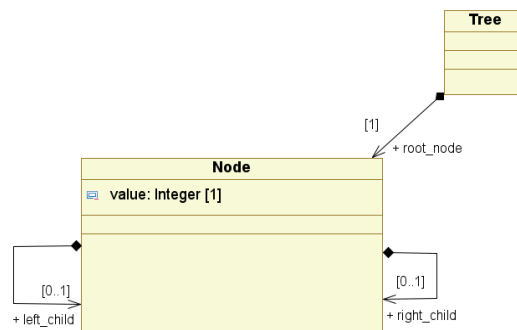 Tree
[1]
+ root_node
Node
value: Integer [1]
[0..1]
+ left_child
[0..1]
+ right_child